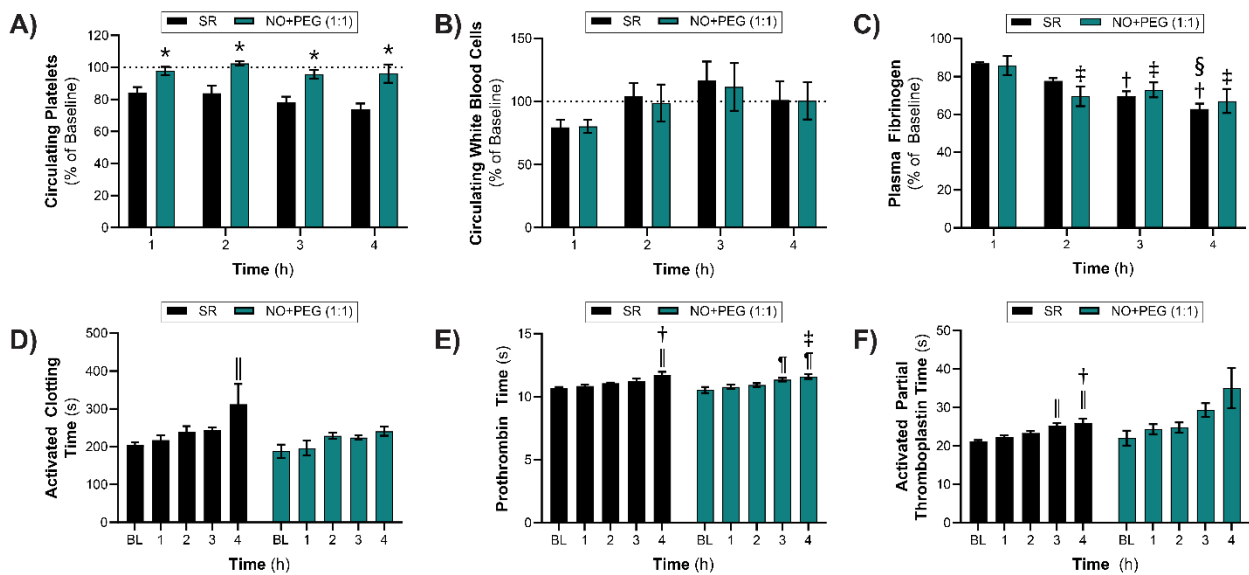 A)
SR NO+PEG (1:1)
Circulating Platelets
(% of Baseline)
120
100
80
60
40
20
0
* * * *
1 2 3 4
Time (h)
B)
SR NO+PEG (1:1)
Circulating White Blood Cells
(% of Baseline)
150
100
50
0
1 2 3 4
Time (h)
C)
SR NO+PEG (1:1)
Plasma Fibrinogen
(% of Baseline)
100
80
60
40
20
0
‡ † ‡ § † ‡
1 2 3 4
Time (h)
D)
SR NO+PEG (1:1)
Activated Clotting
Time (s)
500
400
300
200
100
0
||
BL 1 2 3 4 BL 1 2 3 4
Time (h)
E)
SR NO+PEG (1:1)
Prothrombin Time (s)
15
10
5
0
† ‡
|| ¶ ¶
BL 1 2 3 4 BL 1 2 3 4
Time (h)
F)
SR NO+PEG (1:1)
Activated Partial
Thromboplastin Time (s)
50
40
30
20
10
0
†
|| ||
BL 1 2 3 4 BL 1 2 3 4
Time (h)